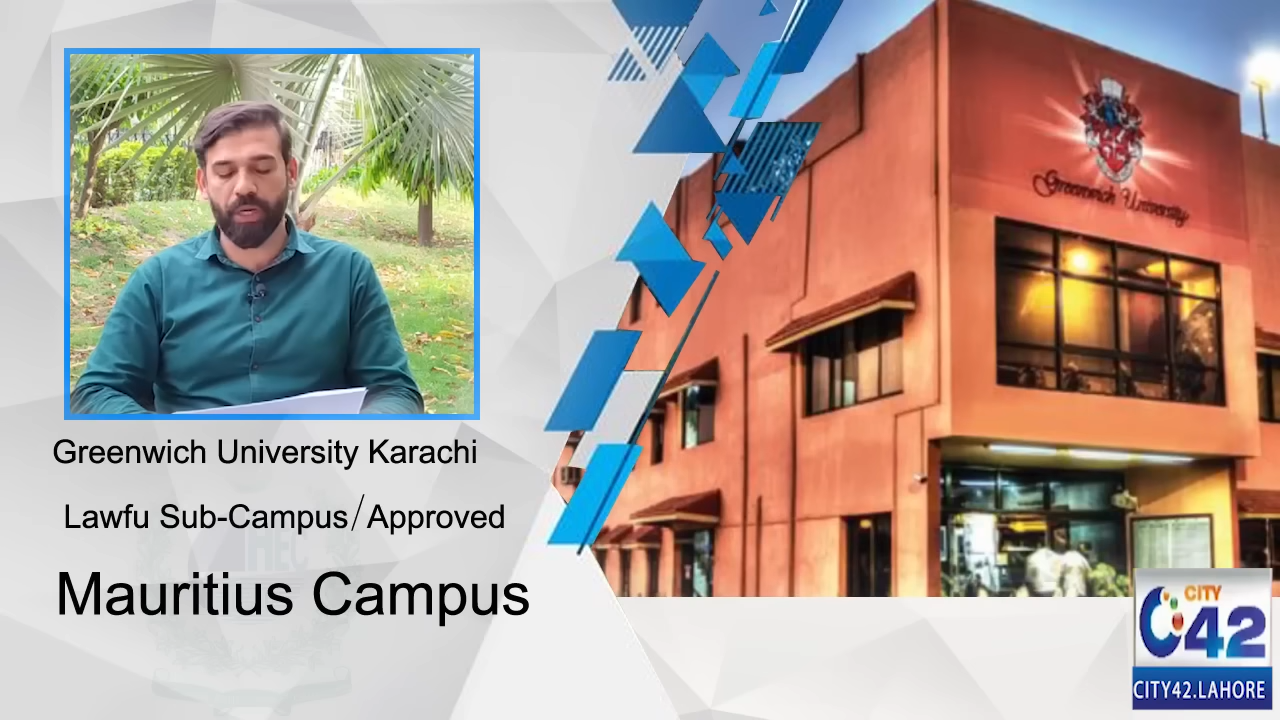 Greenwich University Karachi
Lawfu Sub-Campus/Approved
Mauritius Campus
Greenwich University
CITY
42
CITY42.LAHORE